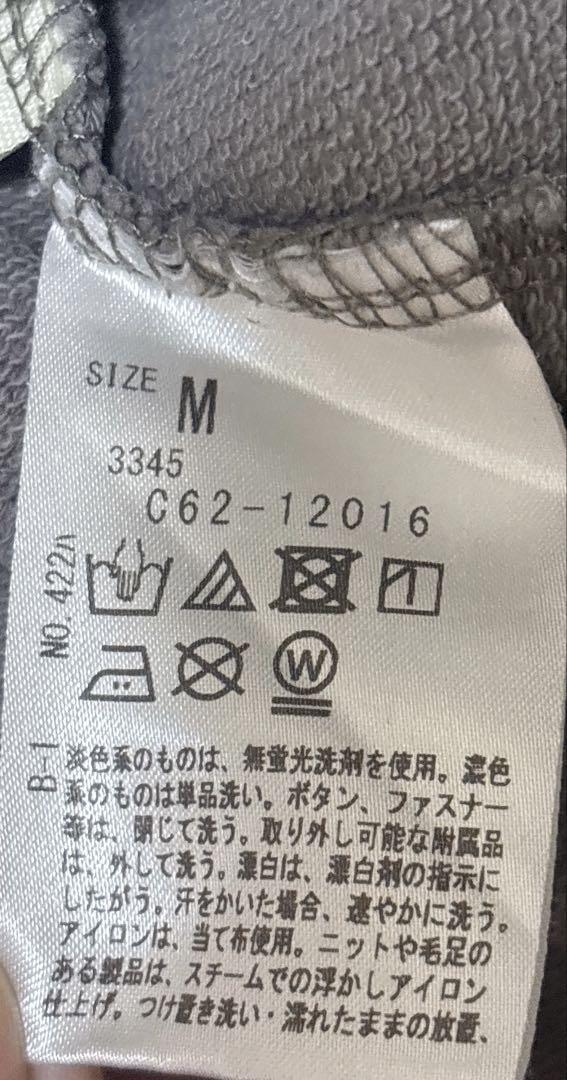 SIZE M
3345
C62-12016
NO. 422ハ
W
B-1
淡色系のものは、無蛍光洗剤を使用。濃色
系のものは単品洗い。ボタン、ファスナー
等は、閉じて洗う。取り外し可能な附属品
は、外して洗う。漂白は、漂白剤の指示に
したがう。汗をかいた場合、速やかに洗う。
アイロンは、当て布使用。ニットや毛足の
ある製品は、スチームでの浮かしアイロン
仕上げ。つけ置き洗い・濡れたままの放置、